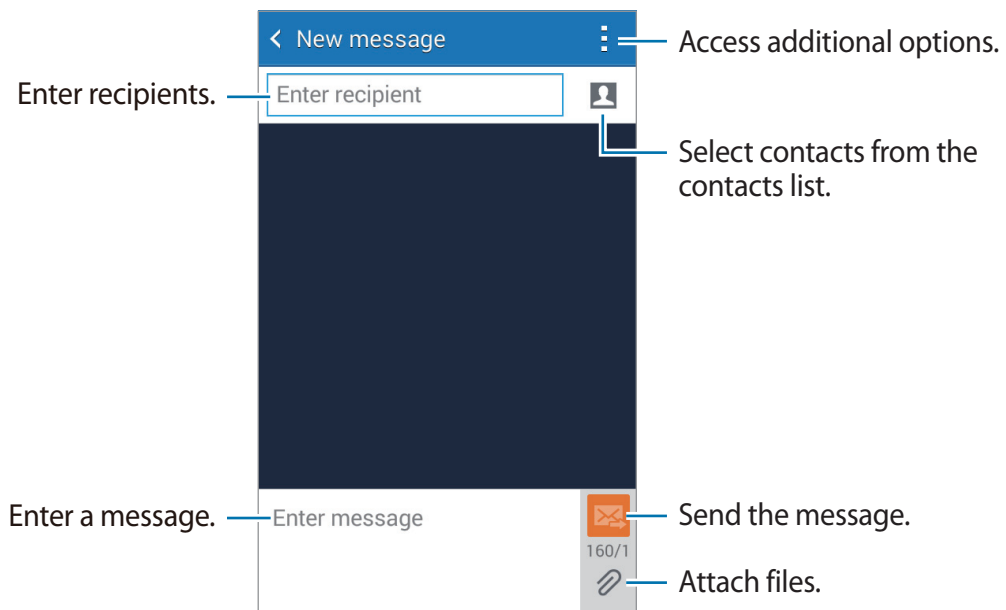 New message
Access additional options.
Enter recipients.
Enter recipient
Select contacts from the
contacts list.
Enter a message.
Enter message
Send the message.
160/1
Attach files.